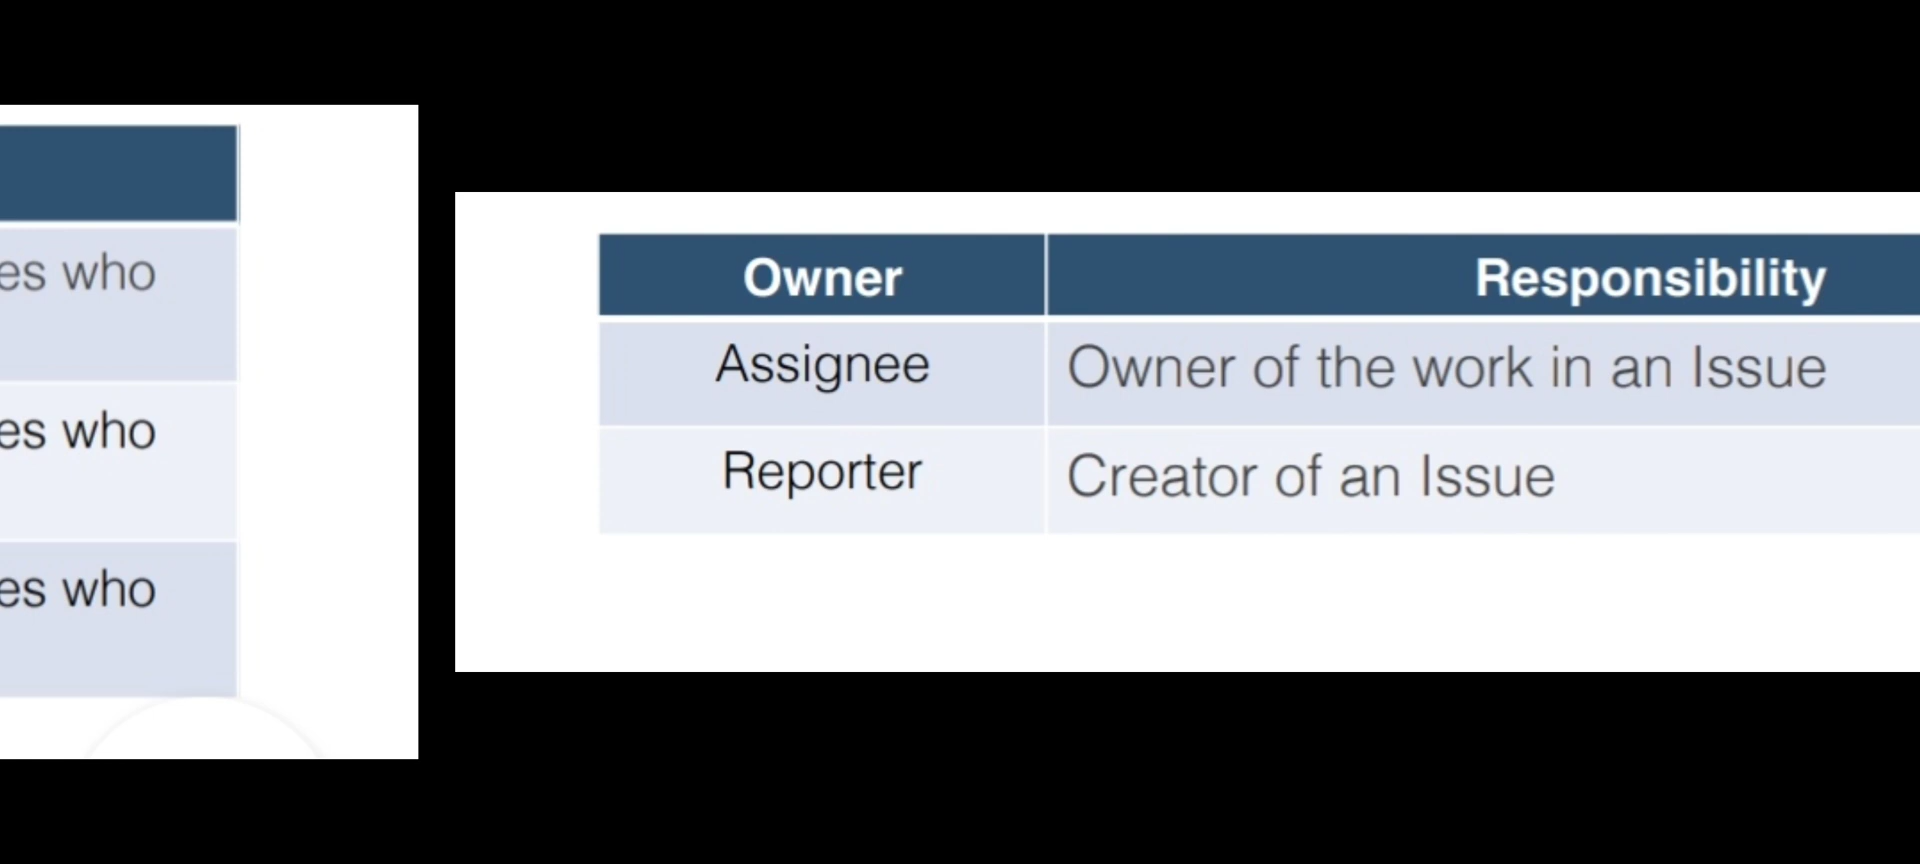 es who
es who
es who
Owner Responsibility
Assignee Owner of the work in an Issue
Reporter Creator of an Issue